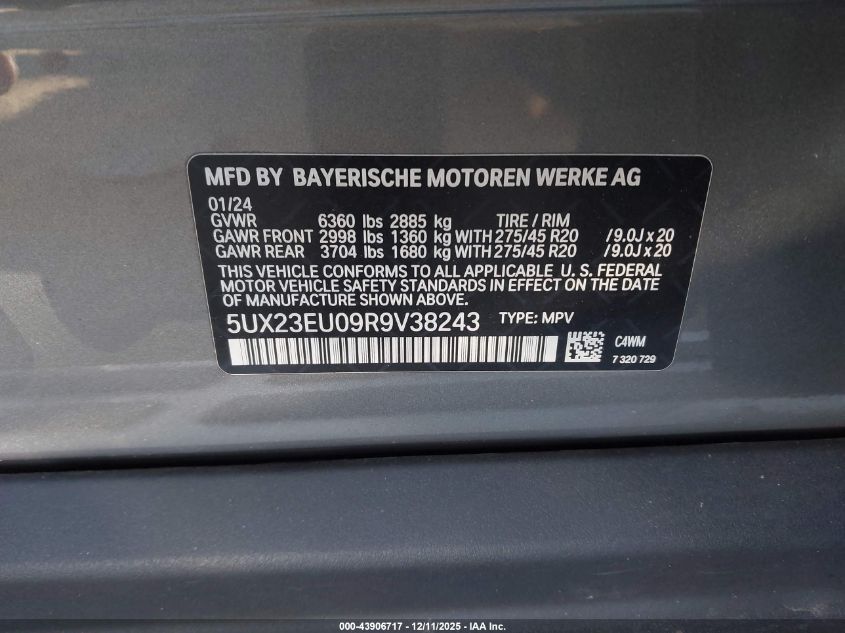 MFD BY BAYERISCHE MOTOREN WERKE AG
01/24
GVWR 6360 lbs 2885 kg TIRE / RIM
GAWR FRONT 2998 lbs 1360 kg WITH 275/45 R20 / 9.0J x 20
GAWR REAR 3704 lbs 1680 kg WITH 275/45 R20 / 9.0J x 20
THIS VEHICLE CONFORMS TO ALL APPLICABLE U. S. FEDERAL
MOTOR VEHICLE SAFETY STANDARDS IN EFFECT ON THE DATE
OF MANUFACTURE SHOWN ABOVE.
5UX23EU09R9V38243 TYPE: MPV
C4WM
7 320 729
000-43906717 - 12/11/2025 - IAA Inc.